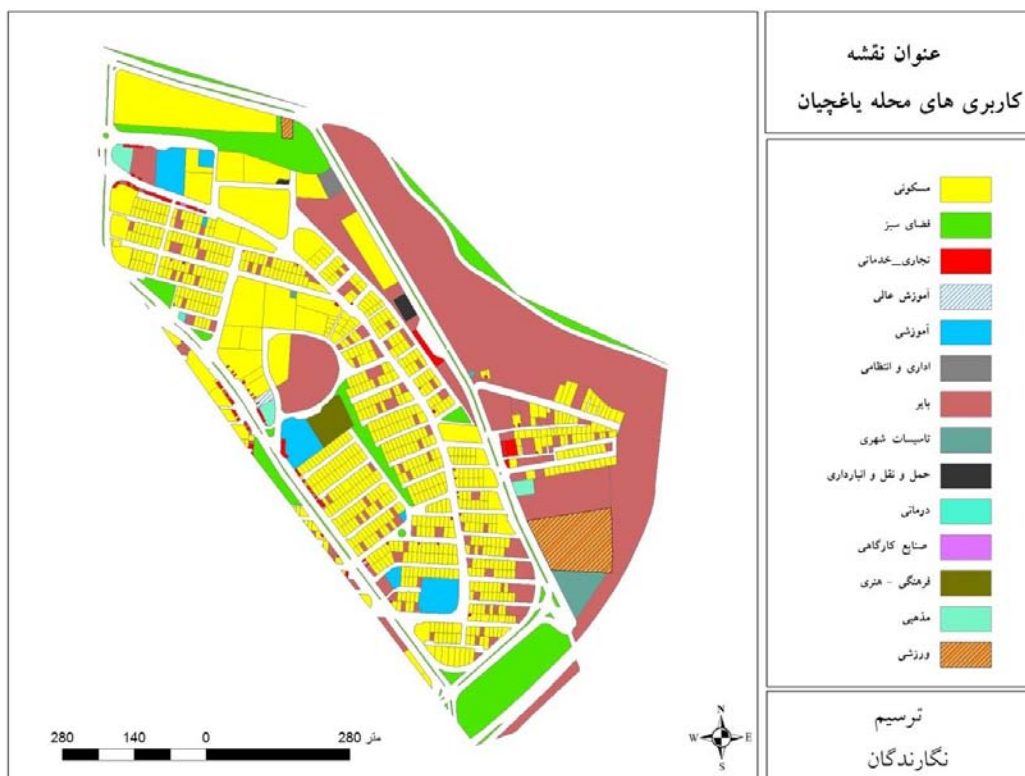 عنوان نقشه
کاربری های محله یاغچیان
مسکونی
فضای سبز
تجاری_خدماتی
آموزش عالی
آموزشی
اداری و انتظامی
بایر
تاسیسات شهری
حمل و نقل و انبارداری
درمانی
صنایع کارگاهی
فرهنگی - هنری
مذهبی
ورزشی
ترسیم
نگارندگان
280 140 0 280 متر
N
W E
S